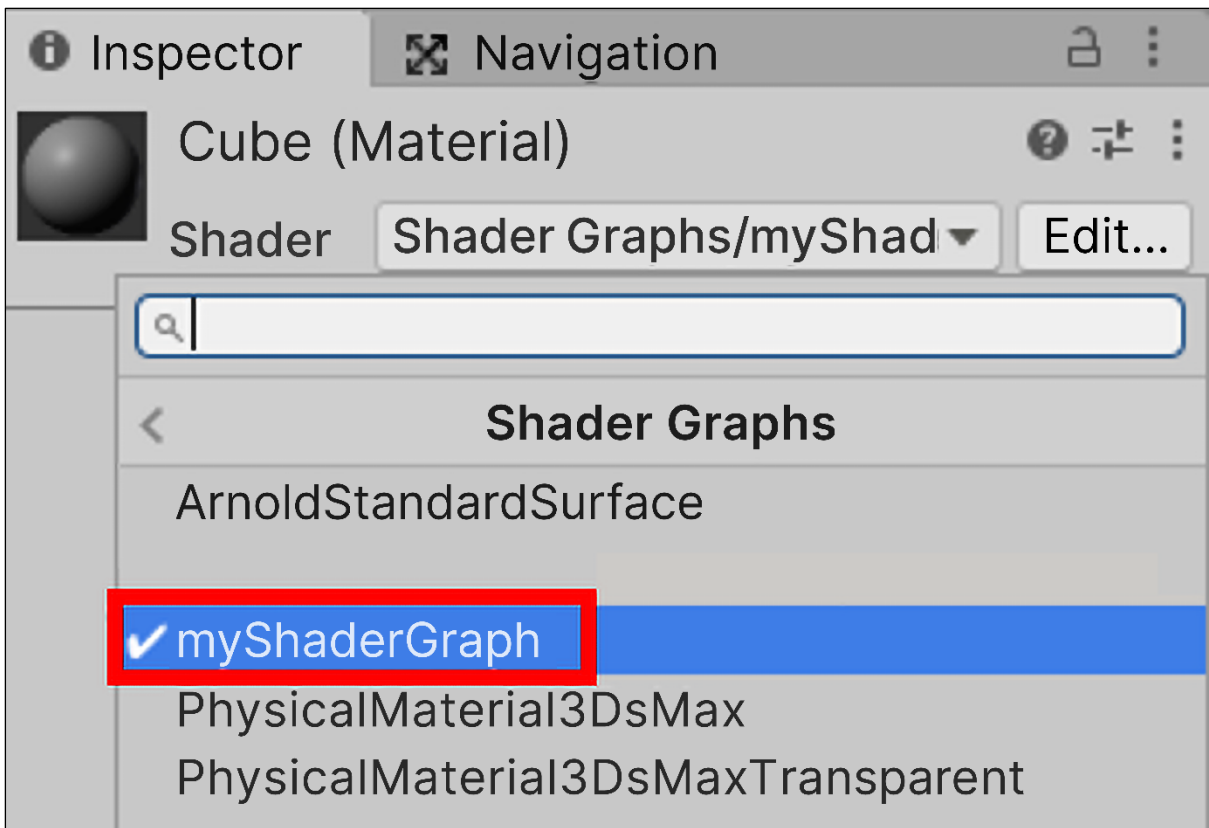 Inspector Navigation
Cube (Material)
Shader Shader Graphs/myShad Edit...
Shader Graphs
ArnoldStandardSurface
myShaderGraph
PhysicalMaterial3DsMax
PhysicalMaterial3DsMaxTransparent